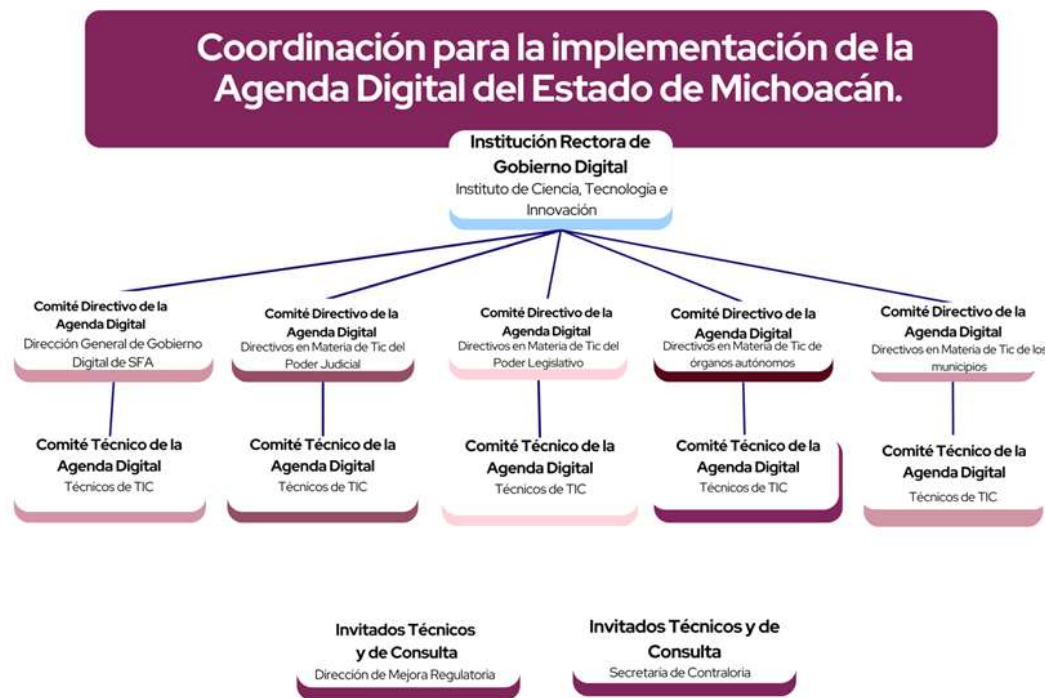 Coordinación para la implementación de la
Agenda Digital del Estado de Michoacán.
Institución Rectora de
Gobierno Digital
Instituto de Ciencia, Tecnología e
Innovación
Comité Directivo de la
Agenda Digital
Dirección General de Gobierno
Digital de SFA
Comité Directivo de la
Agenda Digital
Directivos en Materia de Tic del
Poder Judicial
Comité Directivo de la
Agenda Digital
Directivos en Materia de Tic del
Poder Legislativo
Comité Directivo de la
Agenda Digital
Directivos en Materia de Tic de
órganos autónomos
Comité Directivo de la
Agenda Digital
Directivos en Materia de Tic de los
municipios
Comité Técnico de la
Agenda Digital
Técnicos de TIC
Comité Técnico de la
Agenda Digital
Técnicos de TIC
Comité Técnico de la
Agenda Digital
Técnicos de TIC
Comité Técnico de la
Agenda Digital
Técnicos de TIC
Comité Técnico de la
Agenda Digital
Técnicos de TIC
Invitados Técnicos
y de Consulta
Dirección de Mejora Regulatoria
Invitados Técnicos y de
Consulta
Secretaría de Contraloria